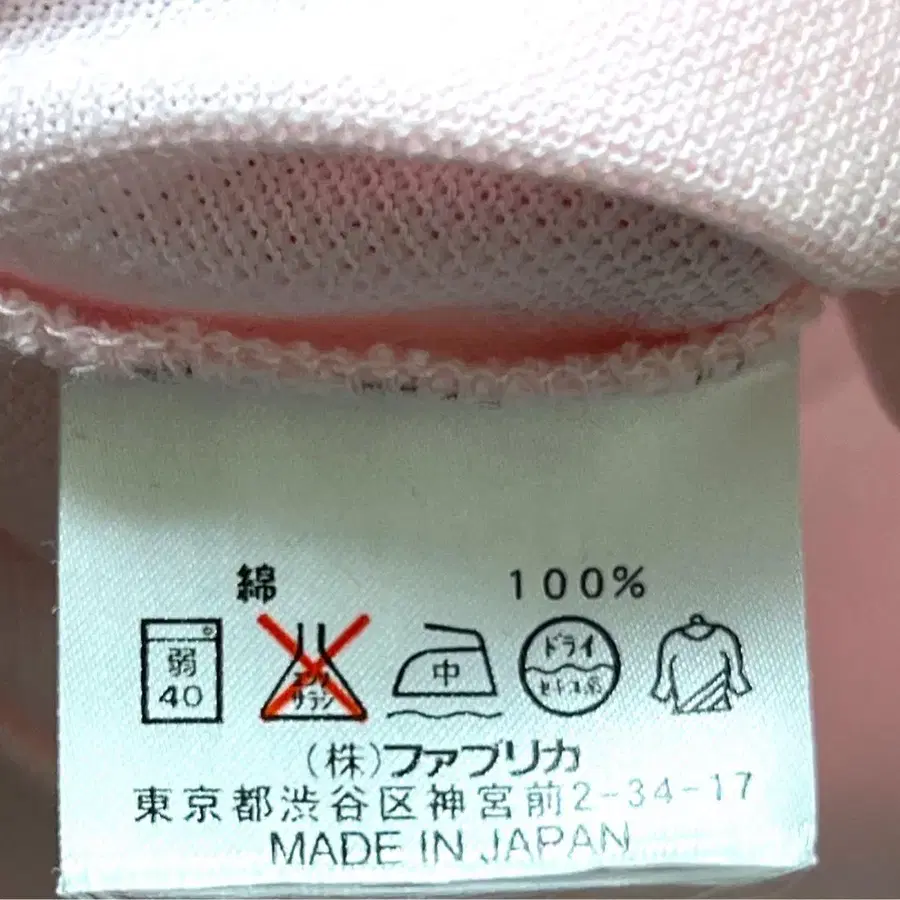 綿 100%
弱 40 エンソ サラシ 中 ドライ セキユ系
(株)ファブリカ
東京都渋谷区神宮前2-34-17
MADE IN JAPAN